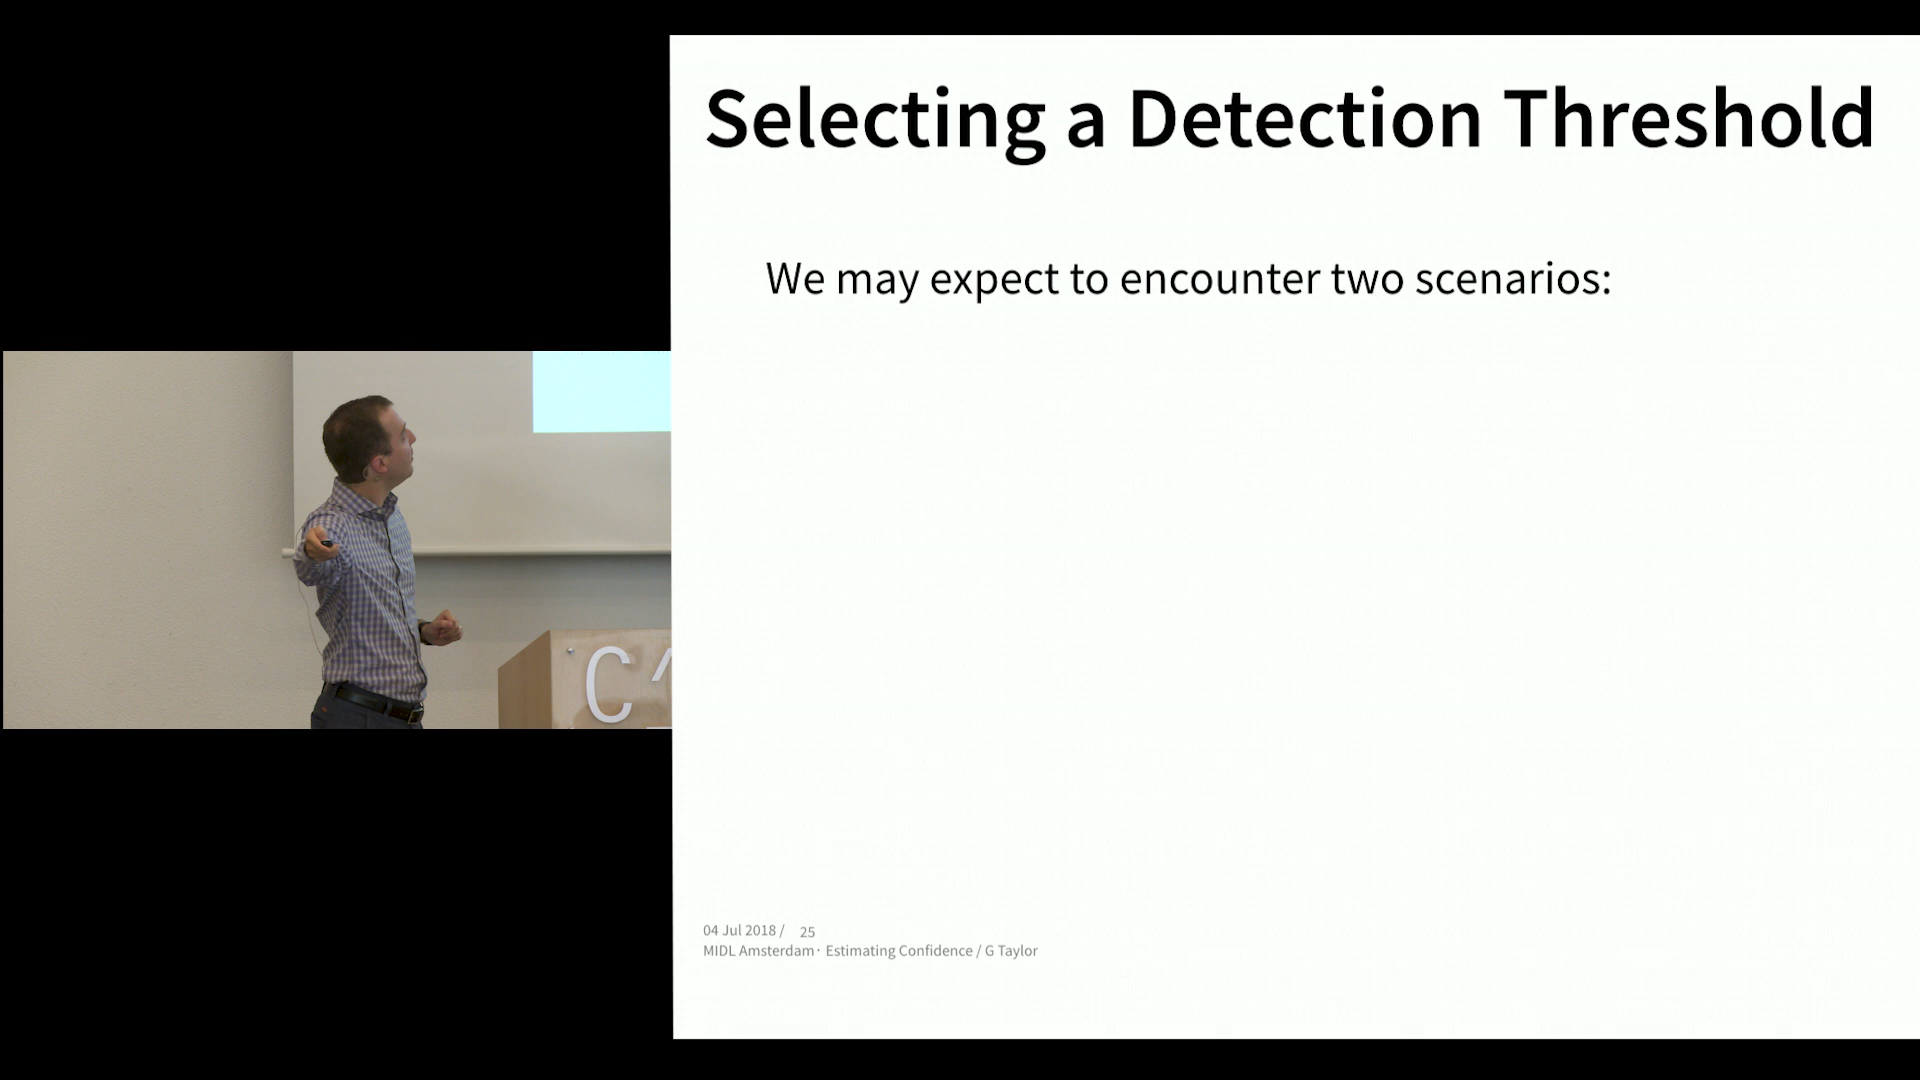 Selecting a Detection Threshold
We may expect to encounter two scenarios:
04 Jul 2018 / 25
MIDL Amsterdam · Estimating Confidence / G Taylor
C